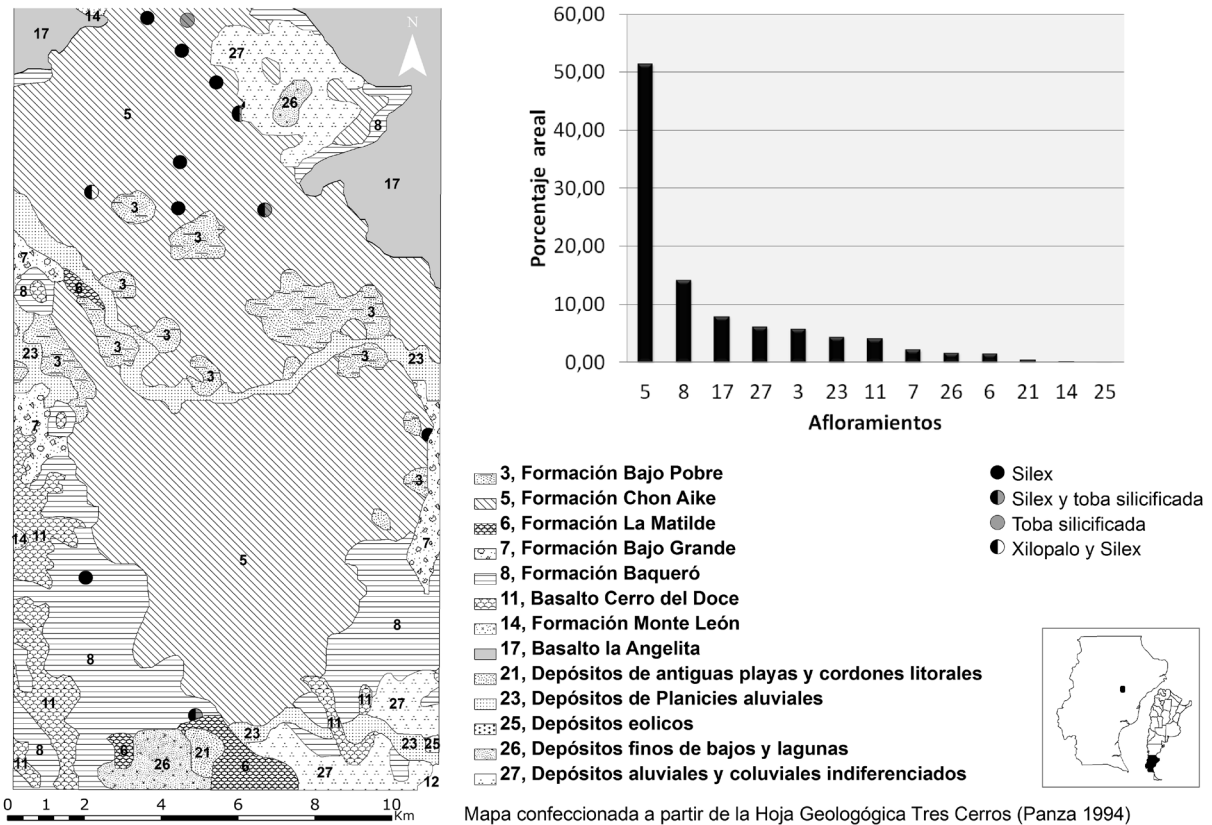 14
17
27
N
26
5
8
17
3
3
7
6
3
8
3
3
23
3
3
3
3
23
7
3
14
11
7
5
8
8
11
11
27
23
11
8
6
21
23
25
11
26
6
27
12
0 1 2 4 6 8 10
Km
60,00
50,00
40,00
30,00
20,00
10,00
0,00
Porcentaje areal
5 8 17 27 3 23 11 7 26 6 21 14 25
Afloramientos
3, Formación Bajo Pobre
5, Formación Chon Aike
6, Formación La Matilde
7, Formación Bajo Grande
8, Formación Baqueró
11, Basalto Cerro del Doce
14, Formación Monte León
17, Basalto la Angelita
21, Depósitos de antiguas playas y cordones litorales
23, Depósitos de Planicies aluviales
25, Depósitos eolicos
26, Depósitos finos de bajos y lagunas
27, Depósitos aluviales y coluviales indiferenciados
Silex
Silex y toba silicificada
Toba silicificada
Xilopalo y Silex
Mapa confeccionada a partir de la Hoja Geologógica Tres Cerros (Panza 1994)